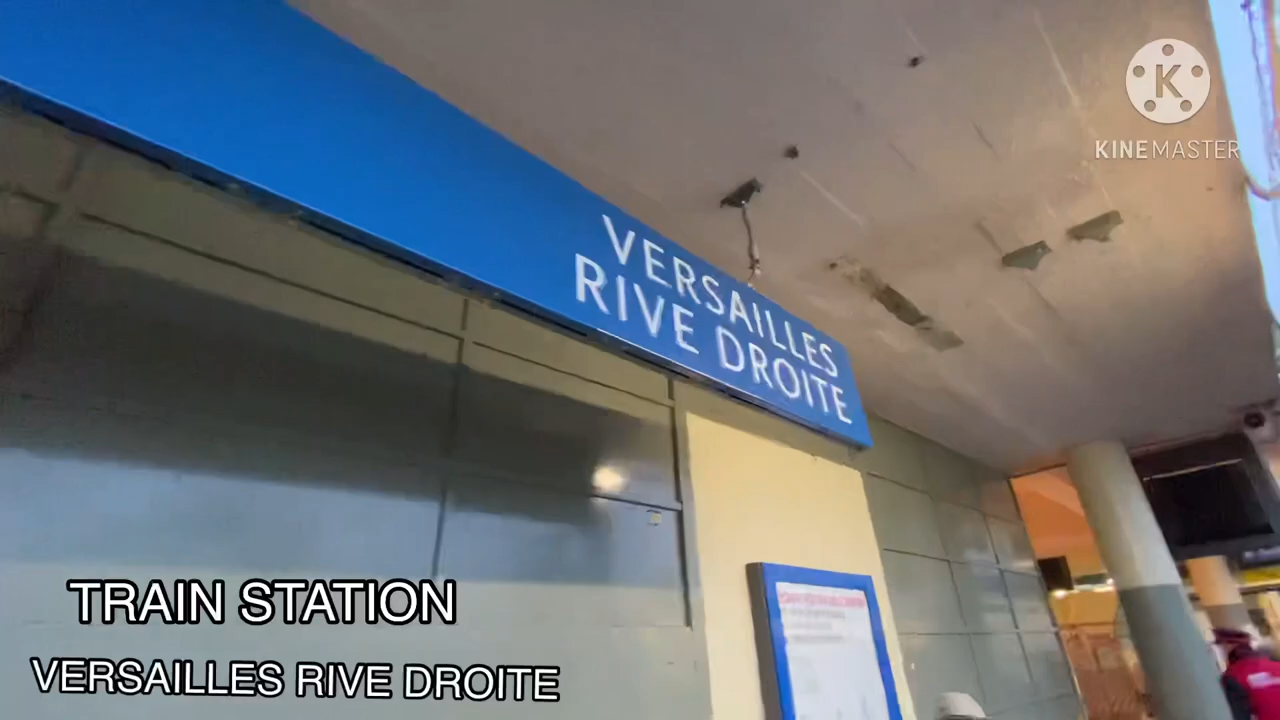 K
KINEMASTER
VERSAILLES
RIVE DROITE
TRAIN STATION
VERSAILLES RIVE DROITE